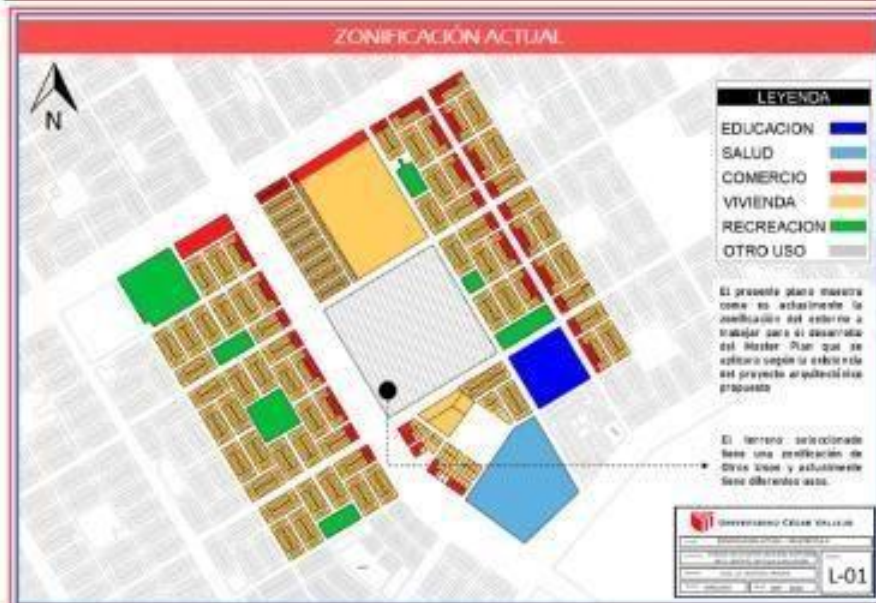 ZONIFICACIÓN ACTUAL
N
LEYENDA
EDUCACION
SALUD
COMERCIO
VIVIENDA
RECREACION
OTRO USO
El presente plano muestra
como es actualmente la
zonificación del entorno a
trabajar para el desarrollo
del Master Plan que se
aplicara según la existencia
del proyecto arquitectónico
propuesto
El terreno seleccionado
tiene una zonificación de
Otros Usos y actualmente
tiene diferentes usos.
UNIVERSIDAD CÉSAR VALLEJO
L-01